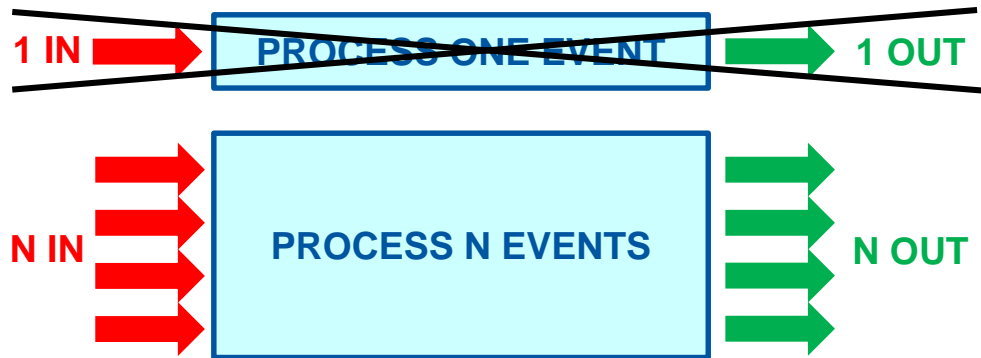 1 IN PROCESS ONE EVENT 1 OUT
N IN PROCESS N EVENTS N OUT